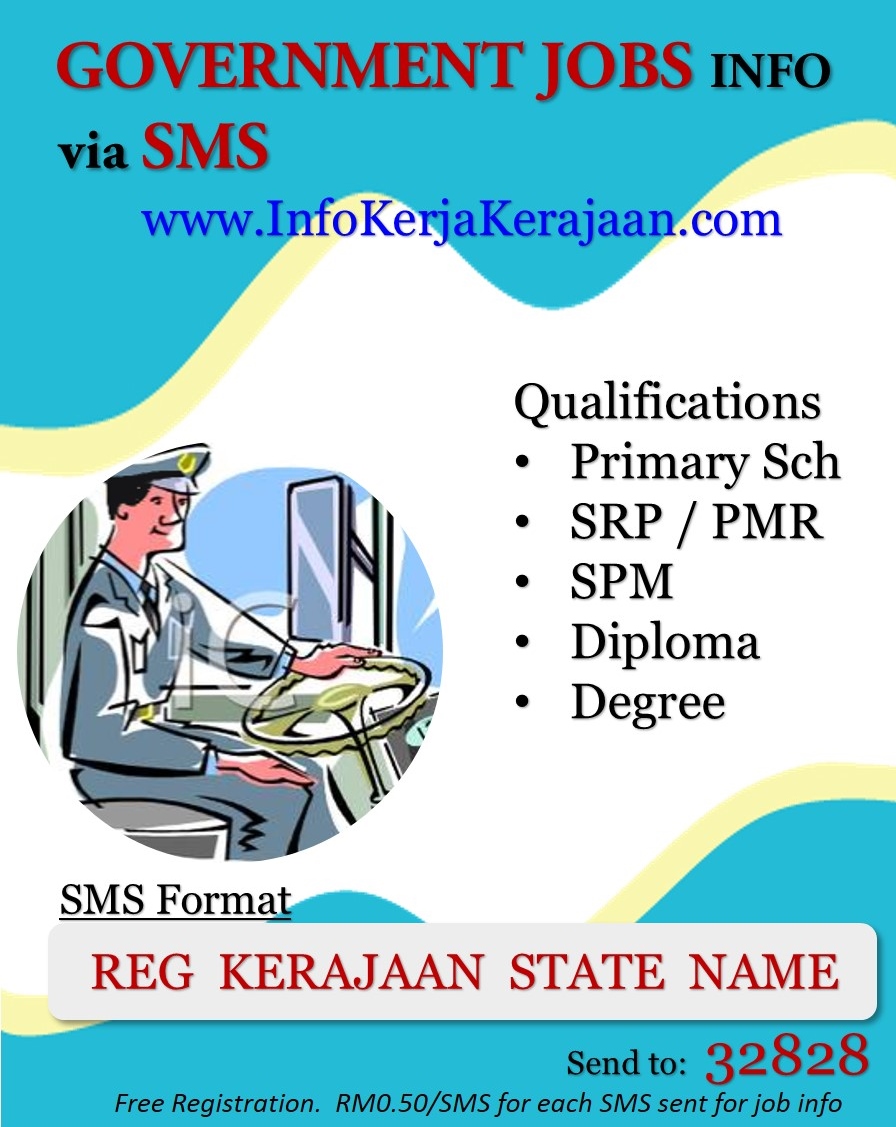 GOVERNMENT JOBS INFO
via SMS
www.InfoKerjaKerajaan.com
Qualifications
• Primary Sch
• SRP / PMR
• SPM
• Diploma
• Degree
iC
SMS Format
REG KERAJAAN STATE NAME
Send to: 32828
Free Registration. RM0.50/SMS for each SMS sent for job info